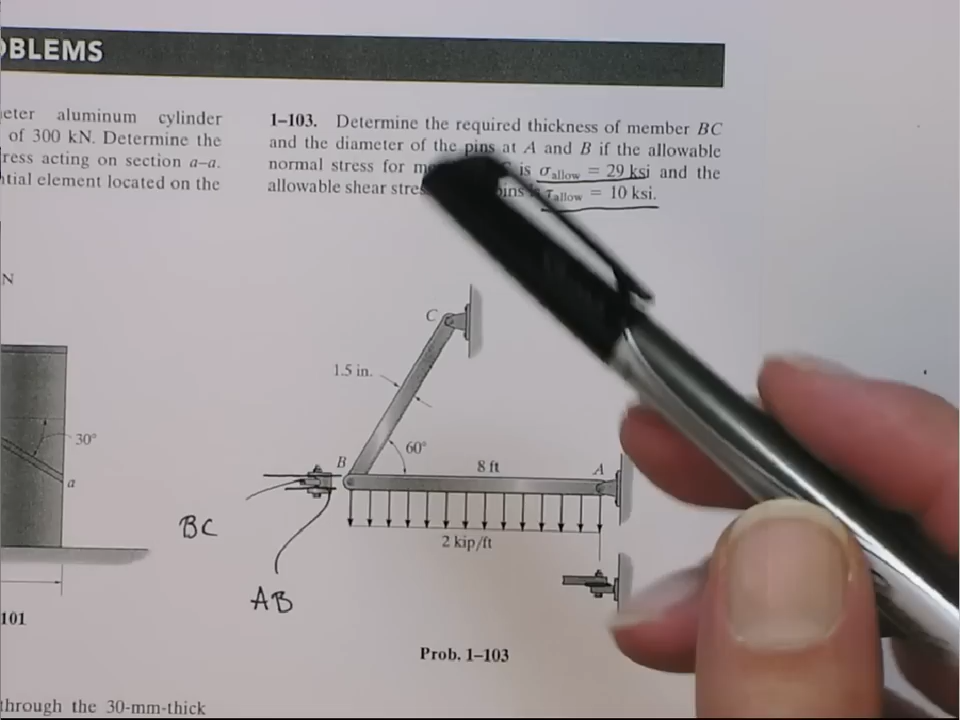 OBLEMS
eter aluminum cylinder
of 300 kN. Determine the
ress acting on section a–a.
ntial element located on the
1–103. Determine the required thickness of member BC
and the diameter of the pins at A and B if the allowable
normal stress for is σallow = 29 ksi and the
allowable shear pins τallow = 10 ksi.
N
C
1.5 in.
30°
60°
B
8 ft
A
a
BC
2 kip/ft
AB
101
Prob. 1–103
through the 30-mm-thick